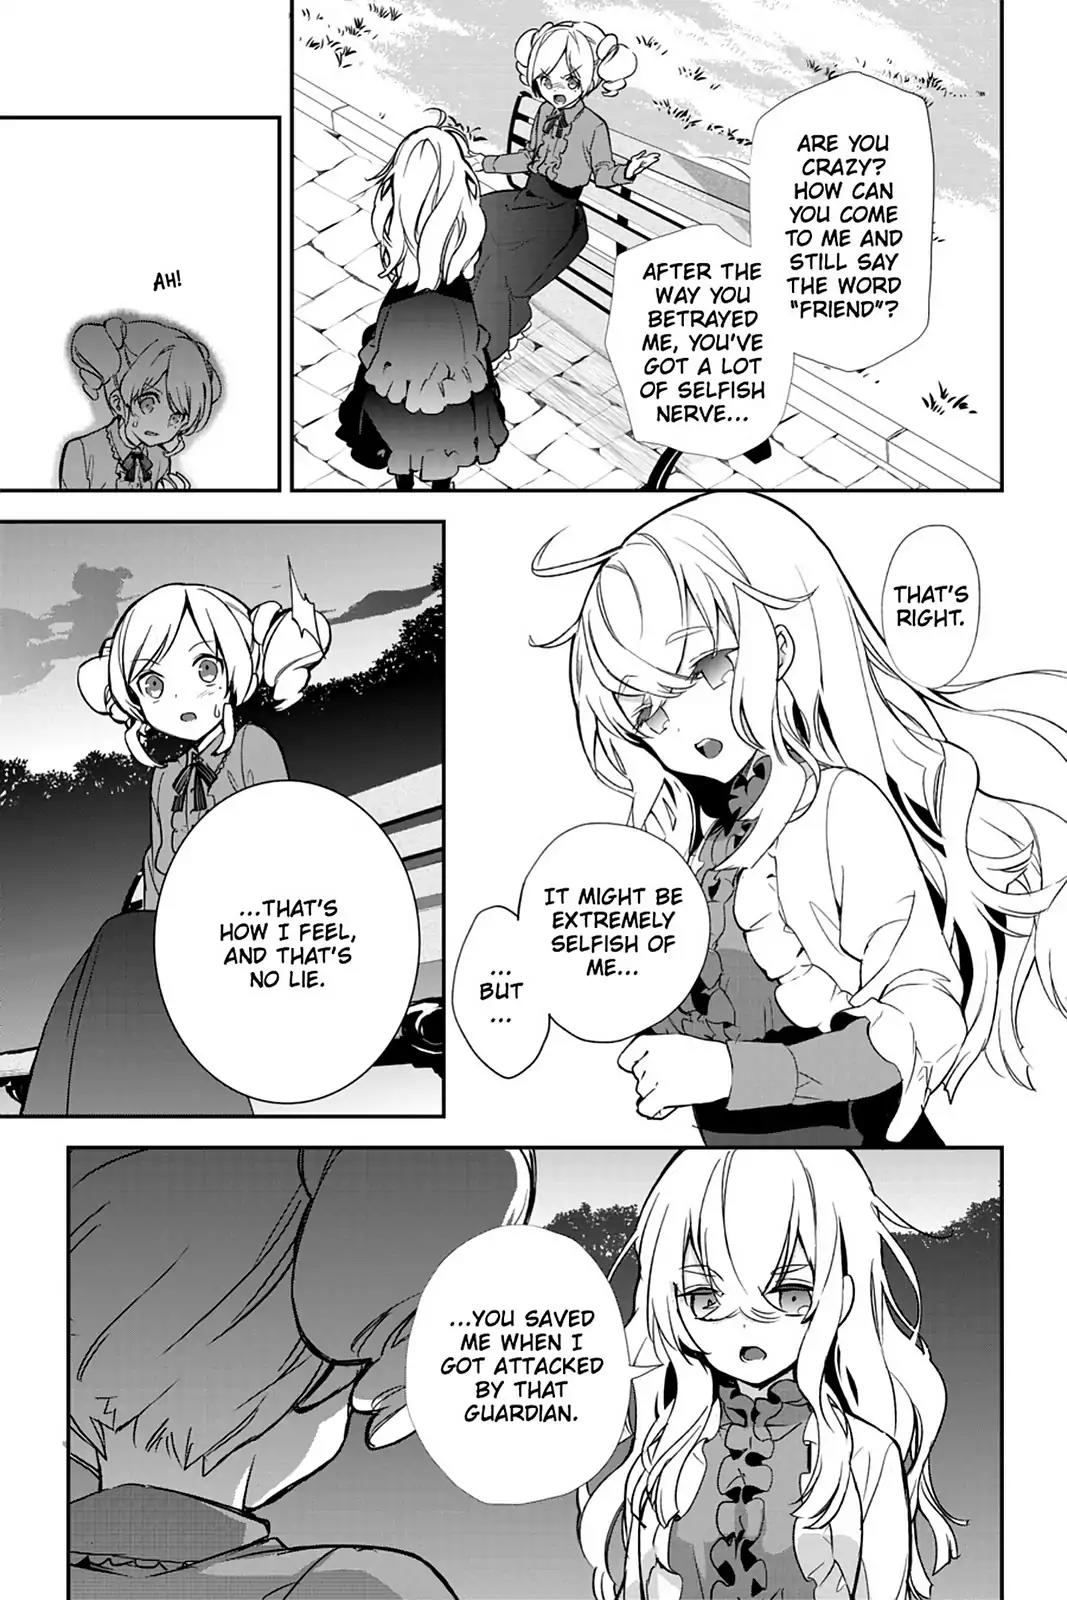 ARE YOU
CRAZY?
HOW CAN
YOU COME
TO ME AND
STILL SAY
THE WORD
"FRIEND"?
AFTER THE
WAY YOU
BETRAYED
ME, YOU'VE
GOT A LOT
OF SELFISH
NERVE...
AH!
THAT'S
RIGHT.
IT MIGHT BE
EXTREMELY
SELFISH OF
ME...
...
BUT
...
...THAT'S
HOW I FEEL,
AND THAT'S
NO LIE.
...YOU SAVED
ME WHEN I
GOT ATTACKED
BY THAT
GUARDIAN.